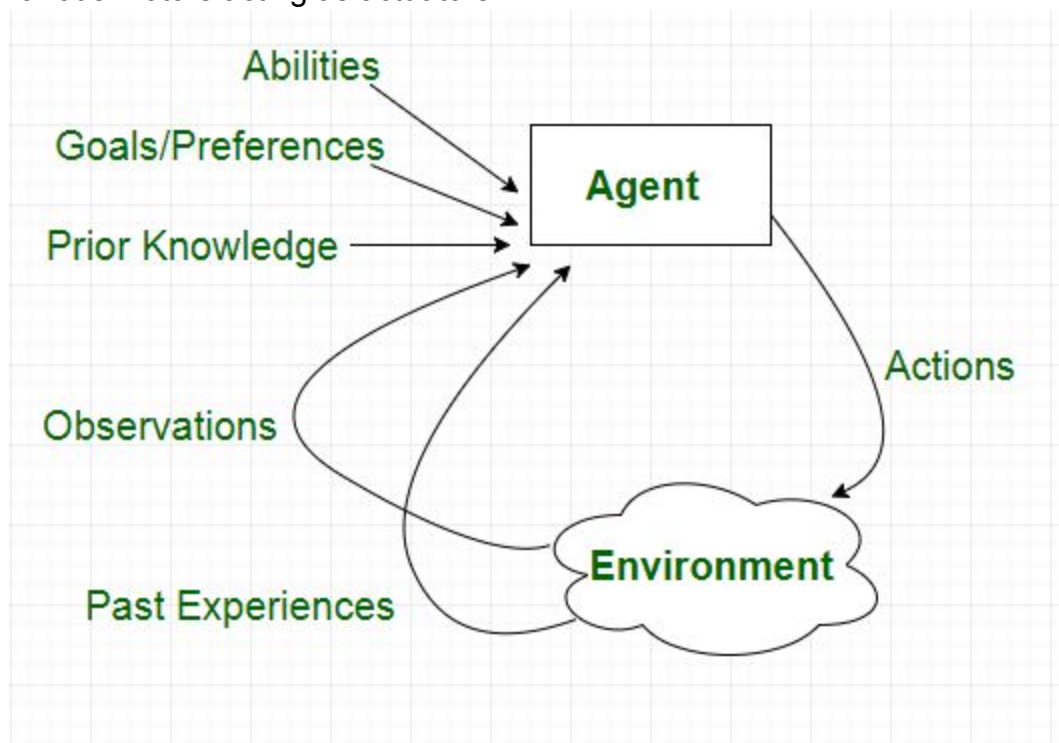 Abilities
Goals/Preferences
Agent
Prior Knowledge
Actions
Observations
Environment
Past Experiences